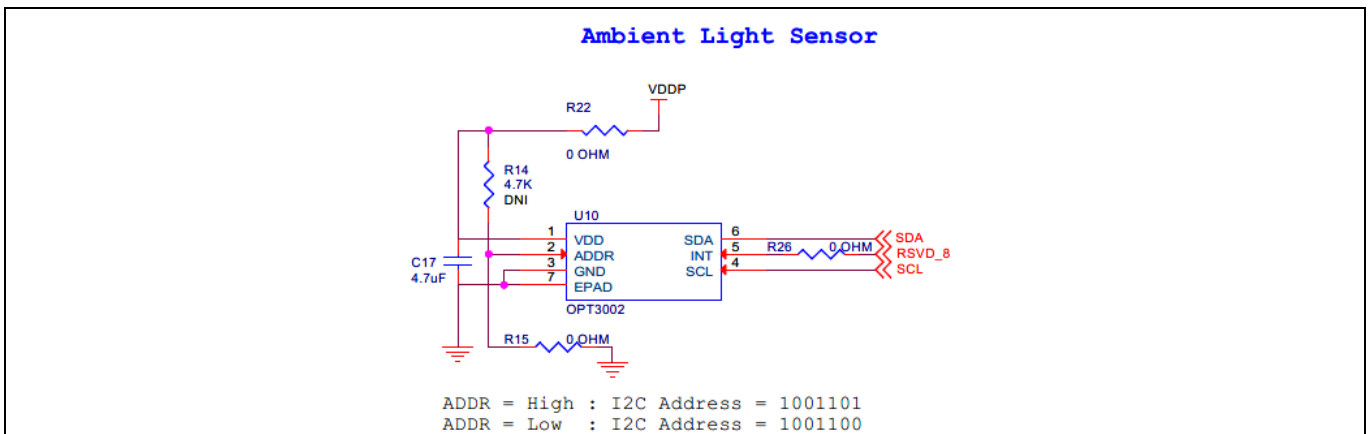 Ambient Light Sensor
VDDP
R22
0 OHM
R14
4.7K
DNI
U10
1 VDD SDA 6 SDA
2 ADDR INT 5 R26 0 OHM RSVD_8
3 GND SCL 4 SCL
7 EPAD
C17
4.7uF
OPT3002
R15 0 OHM
ADDR = High : I2C Address = 1001101
ADDR = Low : I2C Address = 1001100